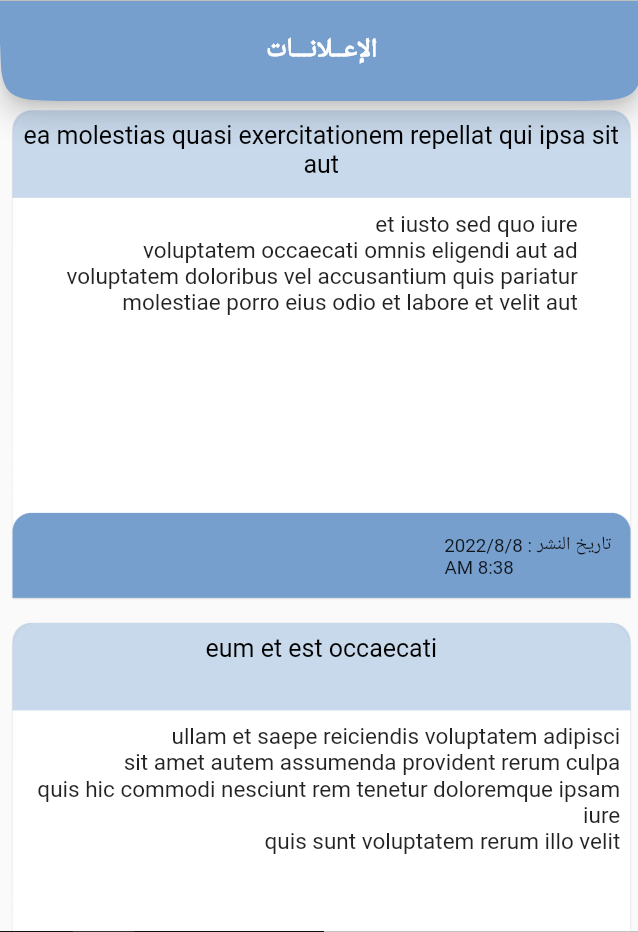 الإعــلانــات
ea molestias quasi exercitationem repellat qui ipsa sit
aut
et iusto sed quo iure
voluptatem occaecati omnis eligendi aut ad
voluptatem doloribus vel accusantium quis pariatur
molestiae porro eius odio et labore et velit aut
تاريخ النشر : 2022/8/8
AM 8:38
eum et est occaecati
ullam et saepe reiciendis voluptatem adipisci
sit amet autem assumenda provident rerum culpa
quis hic commodi nesciunt rem tenetur doloremque ipsam
iure
quis sunt voluptatem rerum illo velit